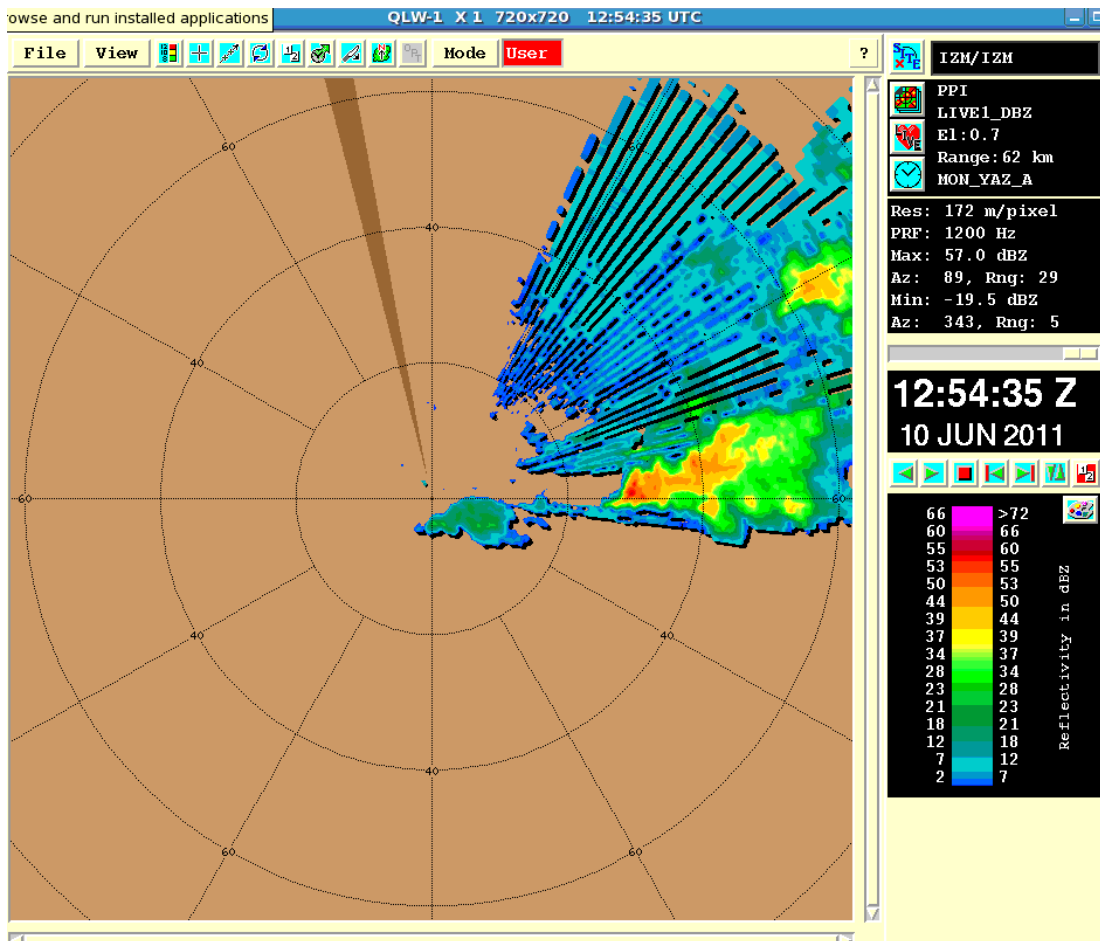 rowse and run installed applications
QLW-1 X 1 720x720 12:54:35 UTC
File View Mode User ?
IZM/IZM
PPI
LIVE1_DBZ
El:0.7
Range:62 km
MON_YAZ_A
Res: 172 m/pixel
PRF: 1200 Hz
Max: 57.0 dBZ
Az: 89, Rng: 29
Min: -19.5 dBZ
Az: 343, Rng: 5
12:54:35 Z
10 JUN 2011
66 >72
60 66
55 60
53 55
50 53
44 50
39 44
37 39
34 37
28 34
23 28
21 23
18 21
12 18
7 12
2 7
Reflectivity in dBZ
60
60
40
40
40
60
60
40
40
40
60
60